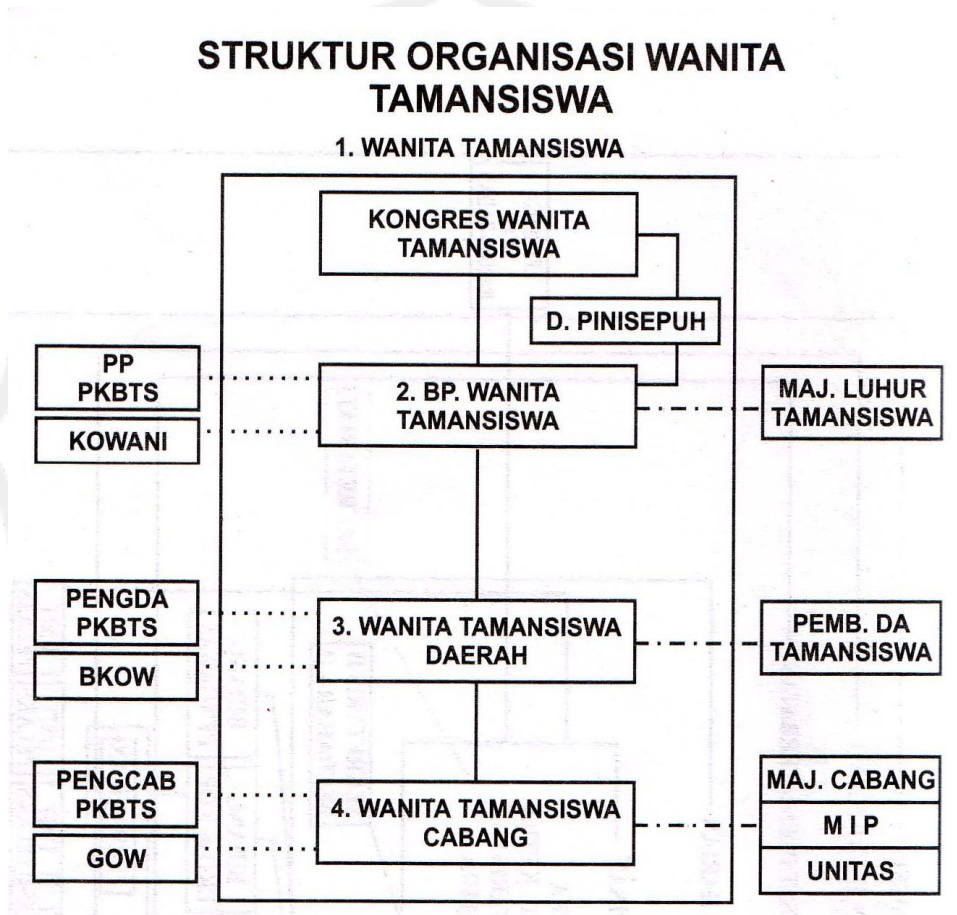 STRUKTUR ORGANISASI WANITA
TAMANSISWA
1. WANITA TAMANSISWA
KONGRES WANITA
TAMANSISWA
D. PINISEPUH
PP
PKBTS
KOWANI
2. BP. WANITA
TAMANSISWA
MAJ. LUHUR
TAMANSISWA
PENGDA
PKBTS
BKOW
3. WANITA TAMANSISWA
DAERAH
PEMB. DA
TAMANSISWA
PENGCAB
PKBTS
GOW
4. WANITA TAMANSISWA
CABANG
MAJ. CABANG
M I P
UNITAS